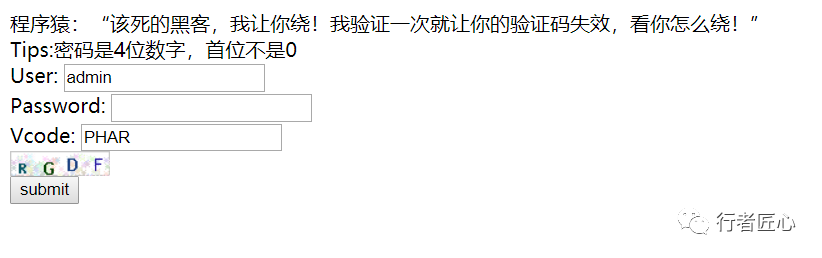 程序猿：“该死的黑客，我让你绕！我验证一次就让你的验证码失效，看你怎么绕！”
Tips:密码是4位数字，首位不是0
User: admin
Password:
Vcode: PHAR
R G D F
submit
行者匠心